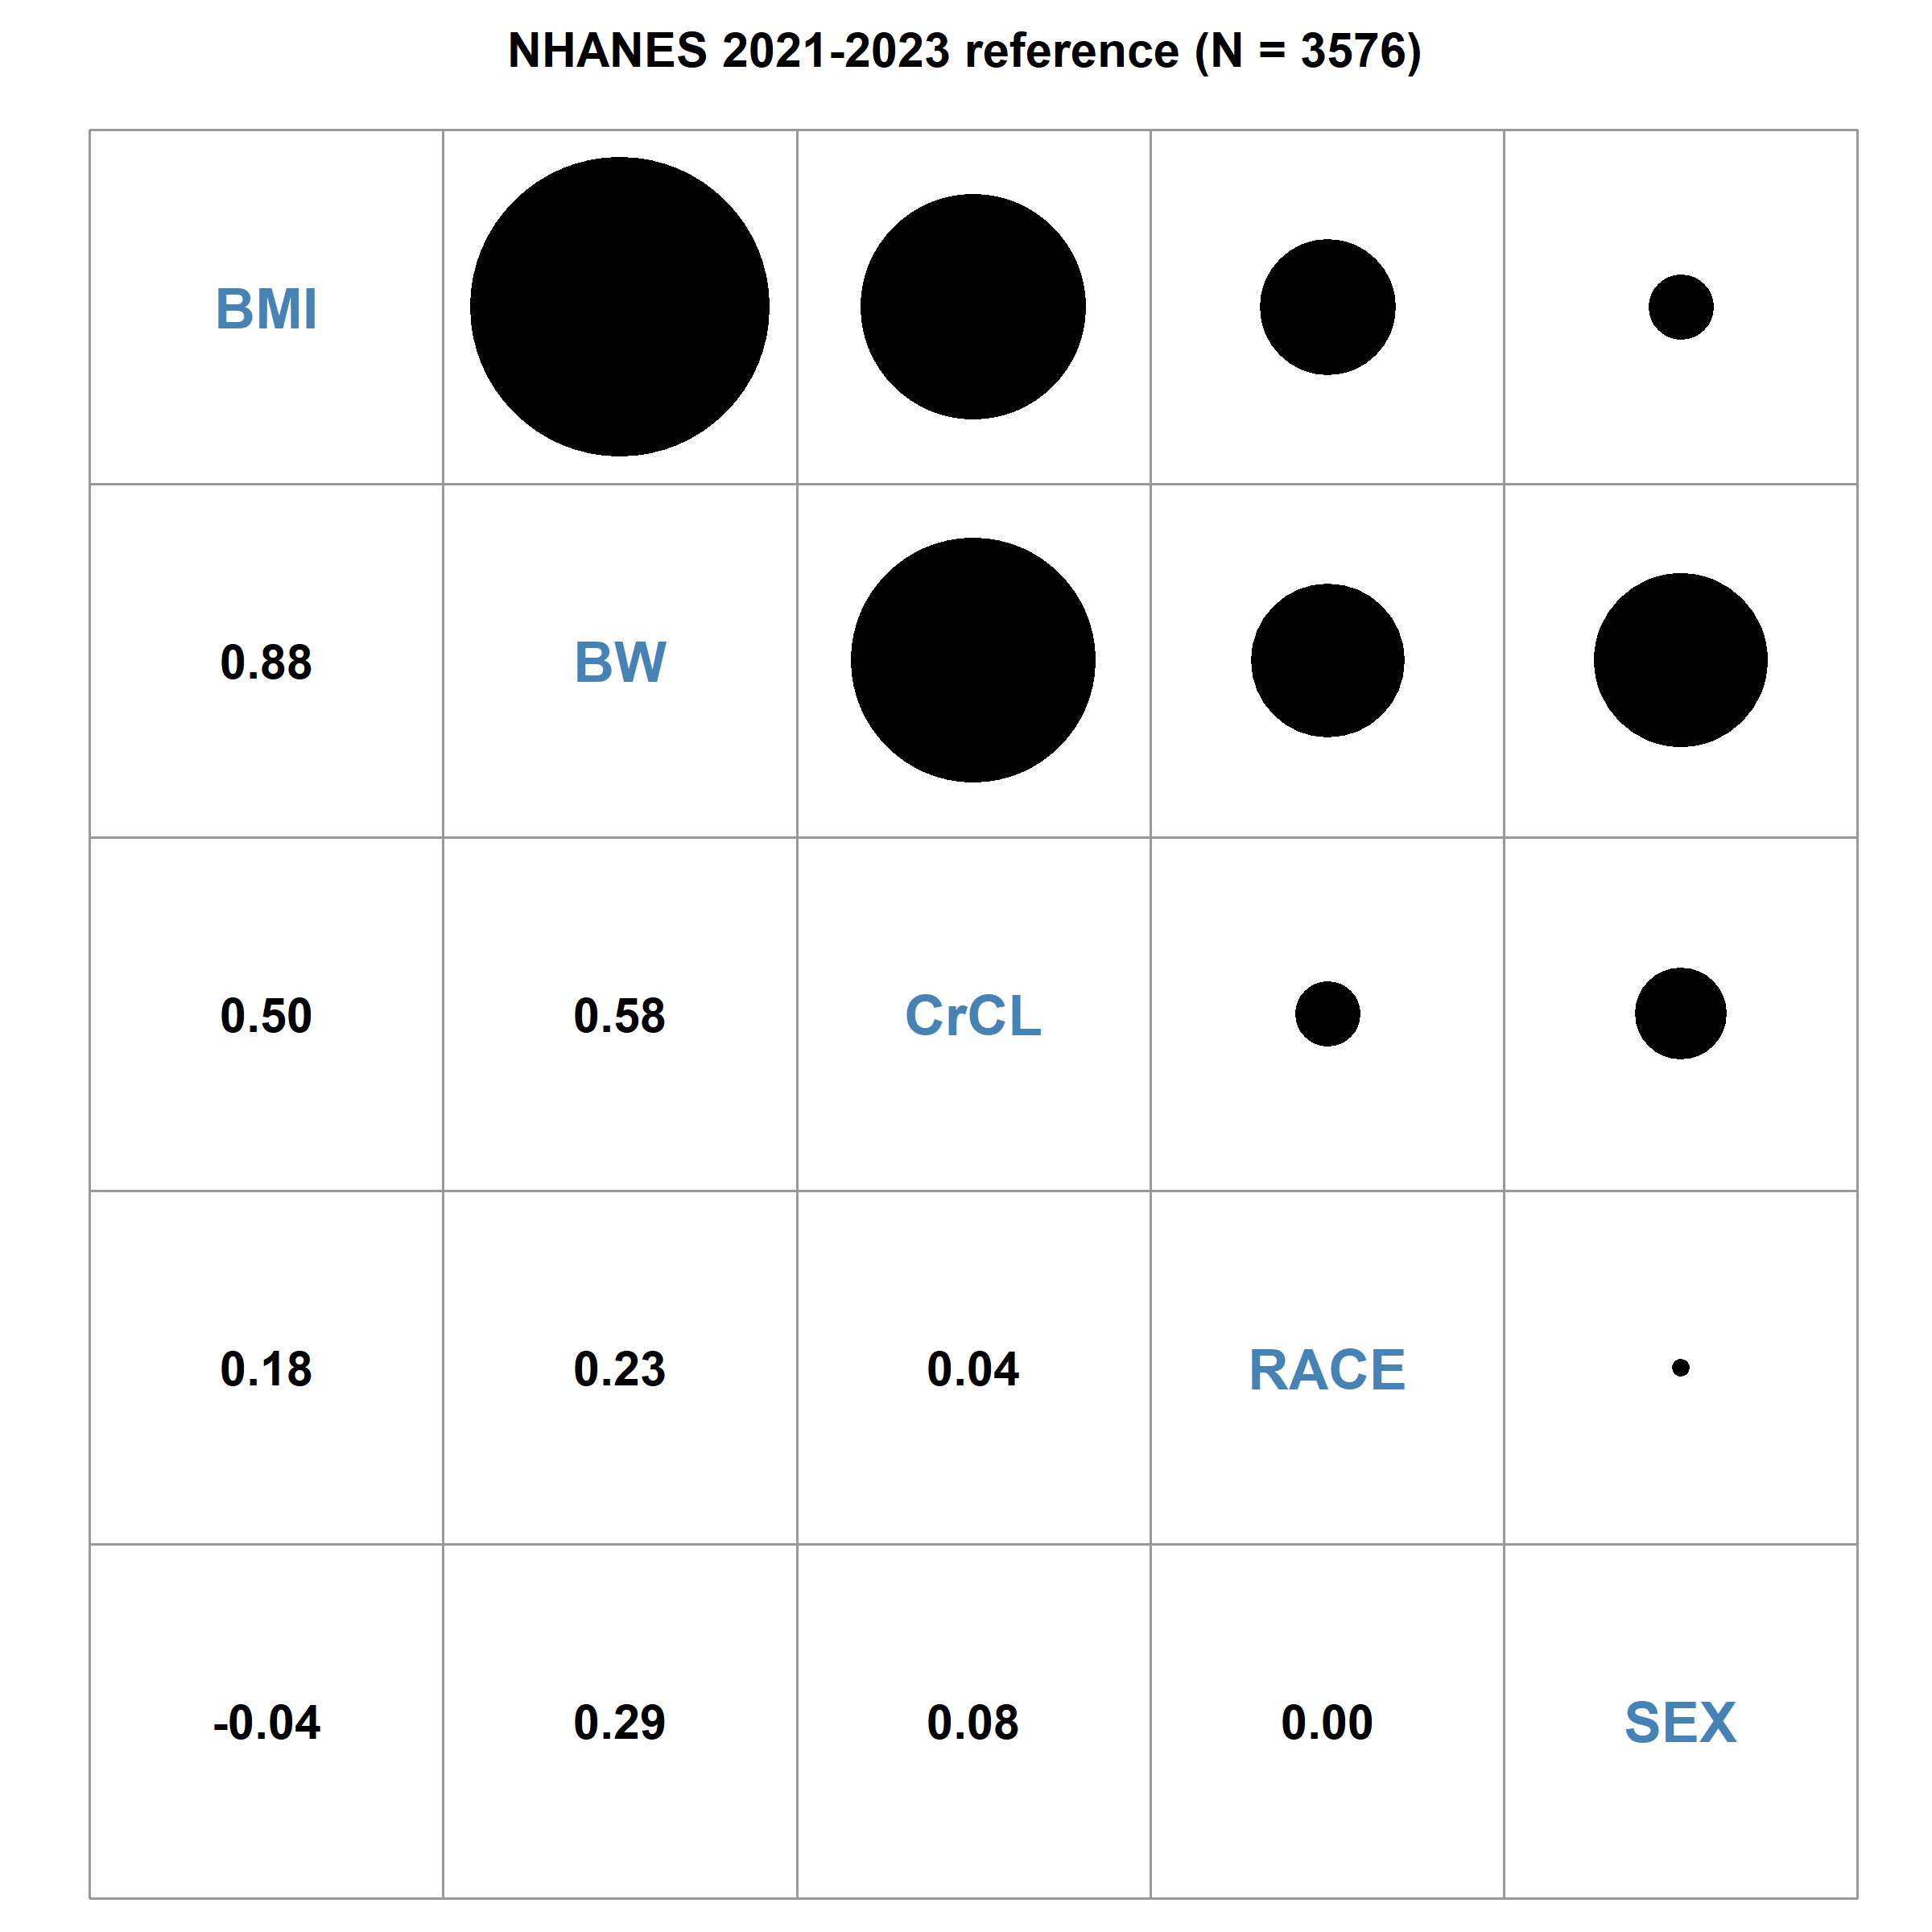 NHANES 2021-2023 reference (N = 3576)
BMI
0.88 BW
0.50 0.58 CrCL
0.18 0.23 0.04 RACE
-0.04 0.29 0.08 0.00 SEX